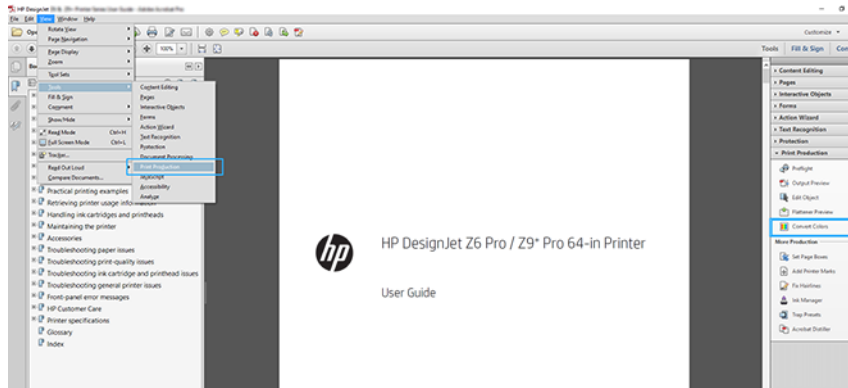 HP DesignJet
File Edit View Window Help
Customize
Tools Fill & Sign
100%
Rotate View
Page Navigation
Page Display
Zoom
Tool Sets
Tools
Fill & Sign
Comment
Show/Hide
Read Mode Ctrl+H
Full Screen Mode Ctrl+L
Tracker...
Read Out Loud
Compare Documents...
Content Editing
Pages
Interactive Objects
Forms
Action Wizard
Text Recognition
Protection
Document Processing
Print Production
JavaScript
Accessibility
Analyze
Practical printing examples
Retrieving printer usage information
Handling ink cartridges and printheads
Maintaining the printer
Accessories
Troubleshooting paper issues
Troubleshooting print-quality issues
Troubleshooting ink cartridge and printhead issues
Troubleshooting general printer issues
Front-panel error messages
HP Customer Care
Printer specifications
Glossary
Index
hp
HP DesignJet Z6 Pro / Z9⁺ Pro 64-in Printer
User Guide
Content Editing
Pages
Interactive Objects
Forms
Action Wizard
Text Recognition
Protection
Print Production
Preflight
Output Preview
Edit Object
Flattener Preview
Convert Colors
More Production
Set Page Boxes
Add Printer Marks
Fix Hairlines
Ink Manager
Trap Presets
Acrobat Distiller